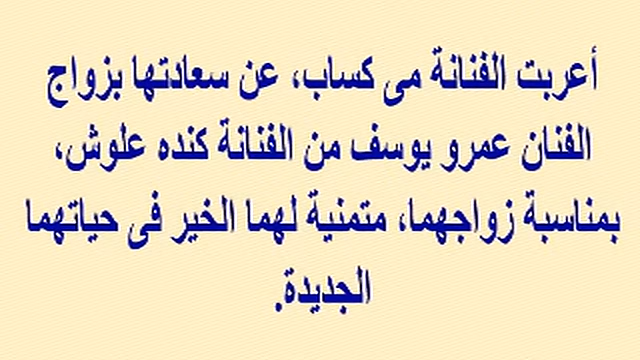 أعربت الفنانة مى كساب، عن سعادتها بزواج
الفنان عمرو يوسف من الفنانة كنده علوش،
بمناسبة زواجهما، متمنية لهما الخير فى حياتهما
الجديدة.